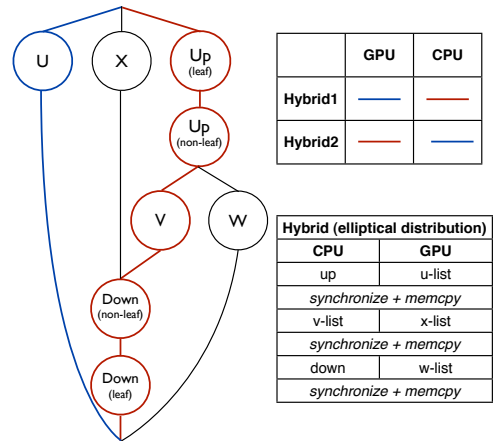 U
X
Up
(leaf)
Up
(non-leaf)
V
W
Down
(non-leaf)
Down
(leaf)
GPU CPU
Hybrid1
Hybrid2
Hybrid (elliptical distribution)
CPU GPU
up u-list
synchronize + memcpy
v-list x-list
synchronize + memcpy
down w-list
synchronize + memcpy